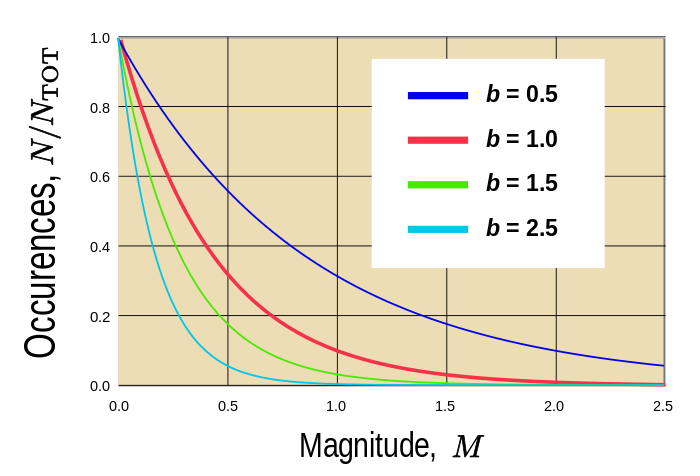 Occurences, N/N_TOT
1.0
0.8
0.6
0.4
0.2
0.0
b = 0.5
b = 1.0
b = 1.5
b = 2.5
0.0 0.5 1.0 1.5 2.0 2.5
Magnitude, M